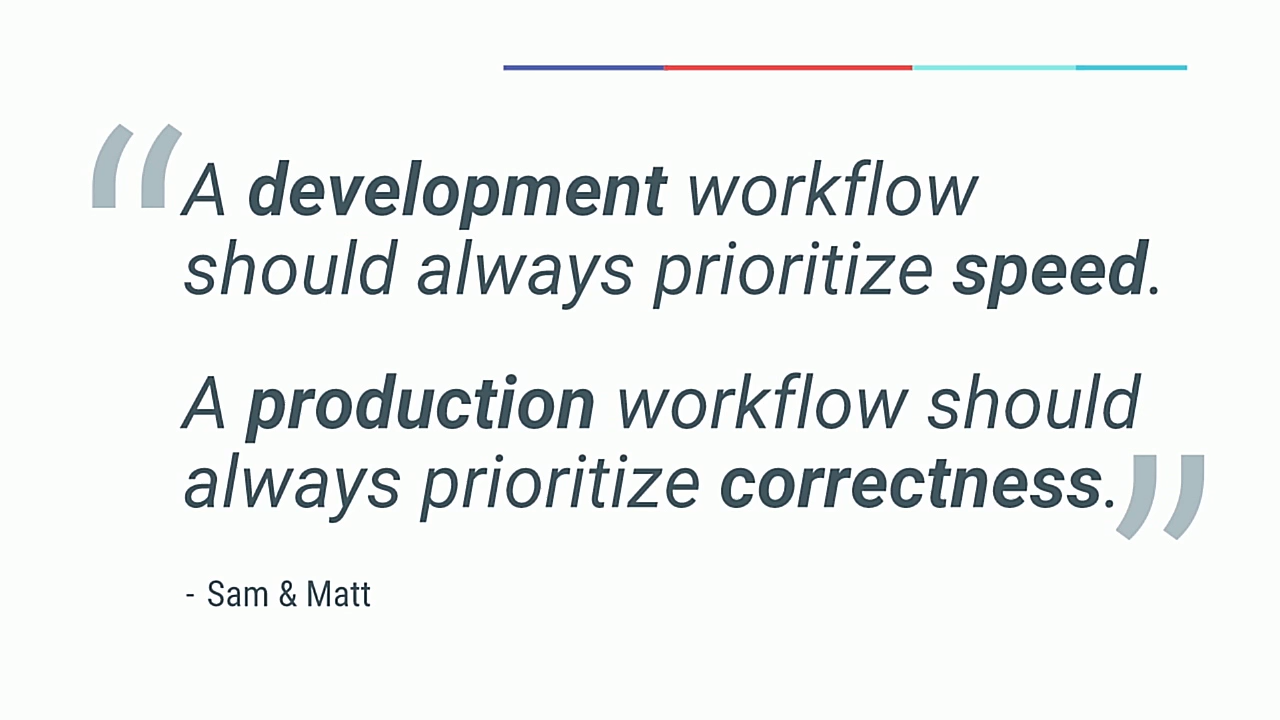 “A development workflow
should always prioritize speed.
A production workflow should
always prioritize correctness.”
- Sam & Matt